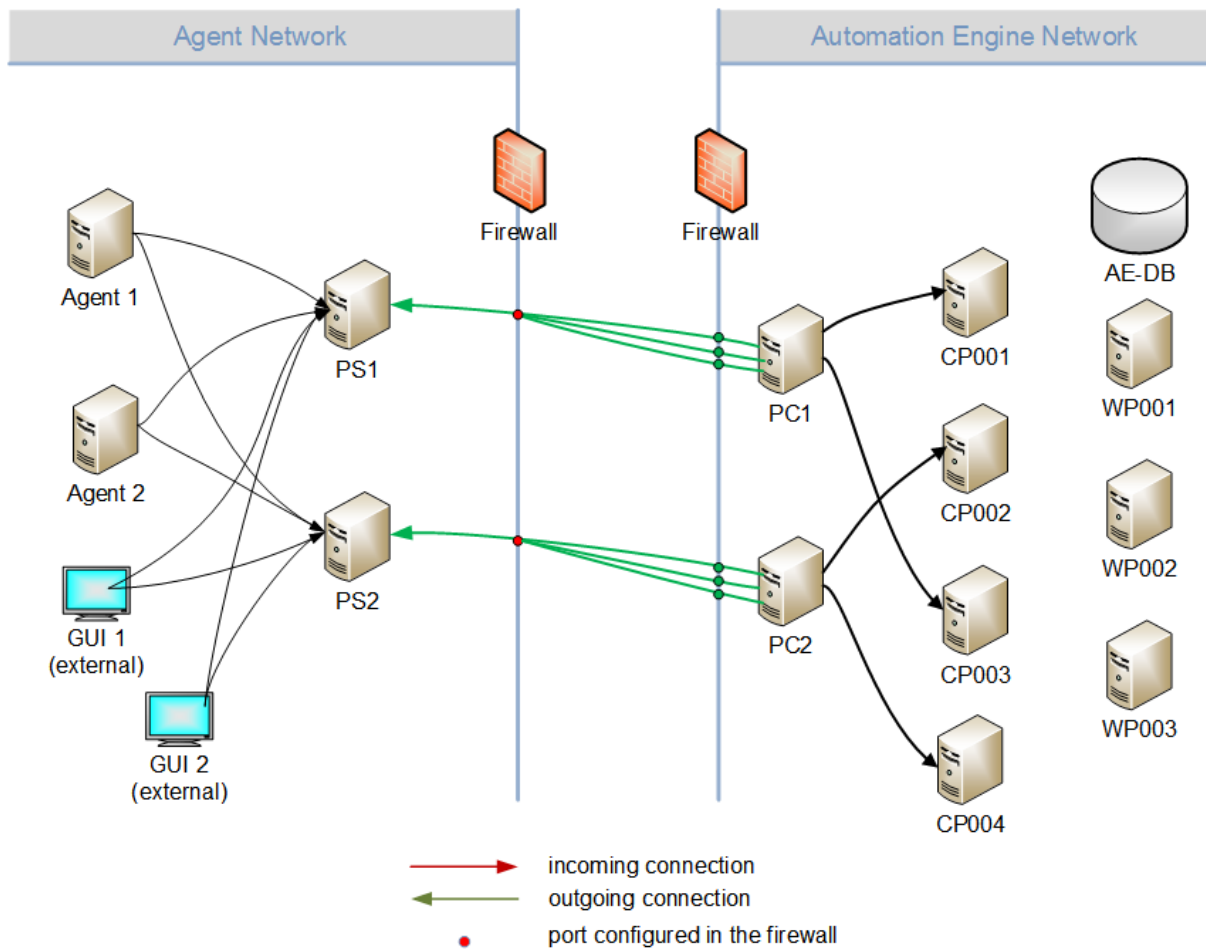 Agent Network
Automation Engine Network
Firewall
Firewall
Agent 1
PS1
AE-DB
CP001
PC1
WP001
Agent 2
CP002
PS2
WP002
GUI 1
(external)
PC2
CP003
WP003
GUI 2
(external)
CP004
incoming connection
outgoing connection
port configured in the firewall